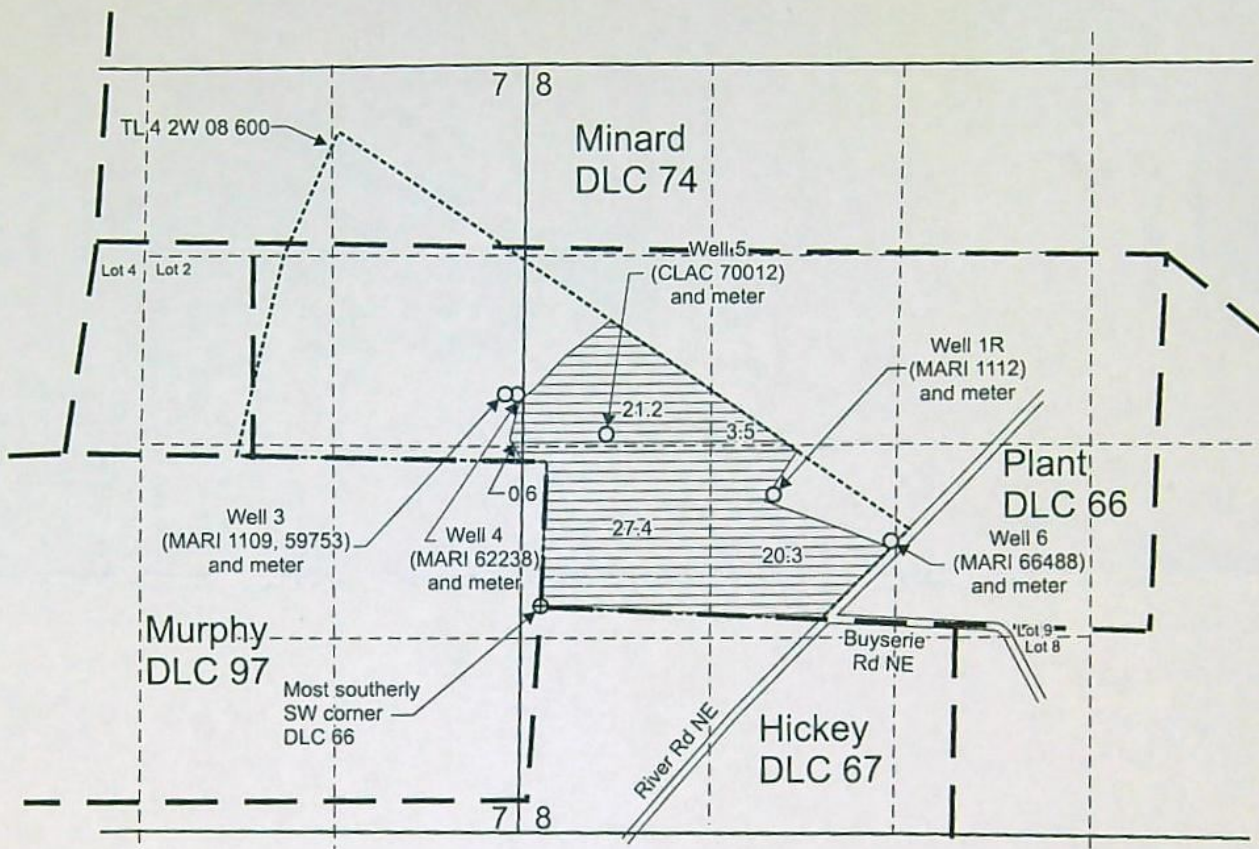 7 8
TL 4 2W 08 600
Minard
DLC 74
Lot 4 Lot 2
Well 5
(CLAC 70012)
and meter
Well 1R
(MARI 1112)
and meter
21.2
3.5
Plant
DLC 66
0.6
Well 3
(MARI 1109, 59753)
and meter
Well 4
(MARI 62238)
and meter
27.4
20.3
Well 6
(MARI 66488)
and meter
Murphy
DLC 97
Buyserie
Rd NE
Lot 9
Lot 8
Most southerly
SW corner
DLC 66
River Rd NE
Hickey
DLC 67
7 8